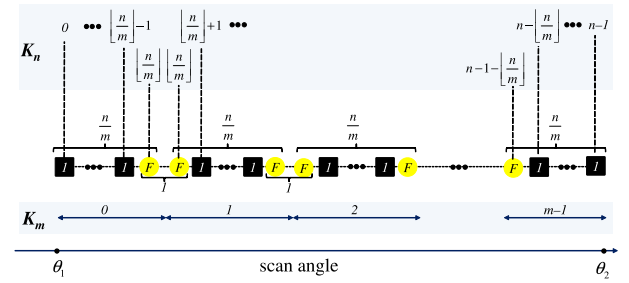 0 ••• ⌊n/m⌋–1 ⌊n/m⌋+1 ••• n–⌊n/m⌋ ••• n–1
K_n ⌊n/m⌋ ⌊n/m⌋ n–1–⌊n/m⌋
n/m n/m n/m n/m
1 ••• 1 F F 1 ••• 1 F F 1 ••• 1 F ••• F 1 ••• 1
1 1
K_m 0 1 2 m–1
θ₁ scan angle θ₂